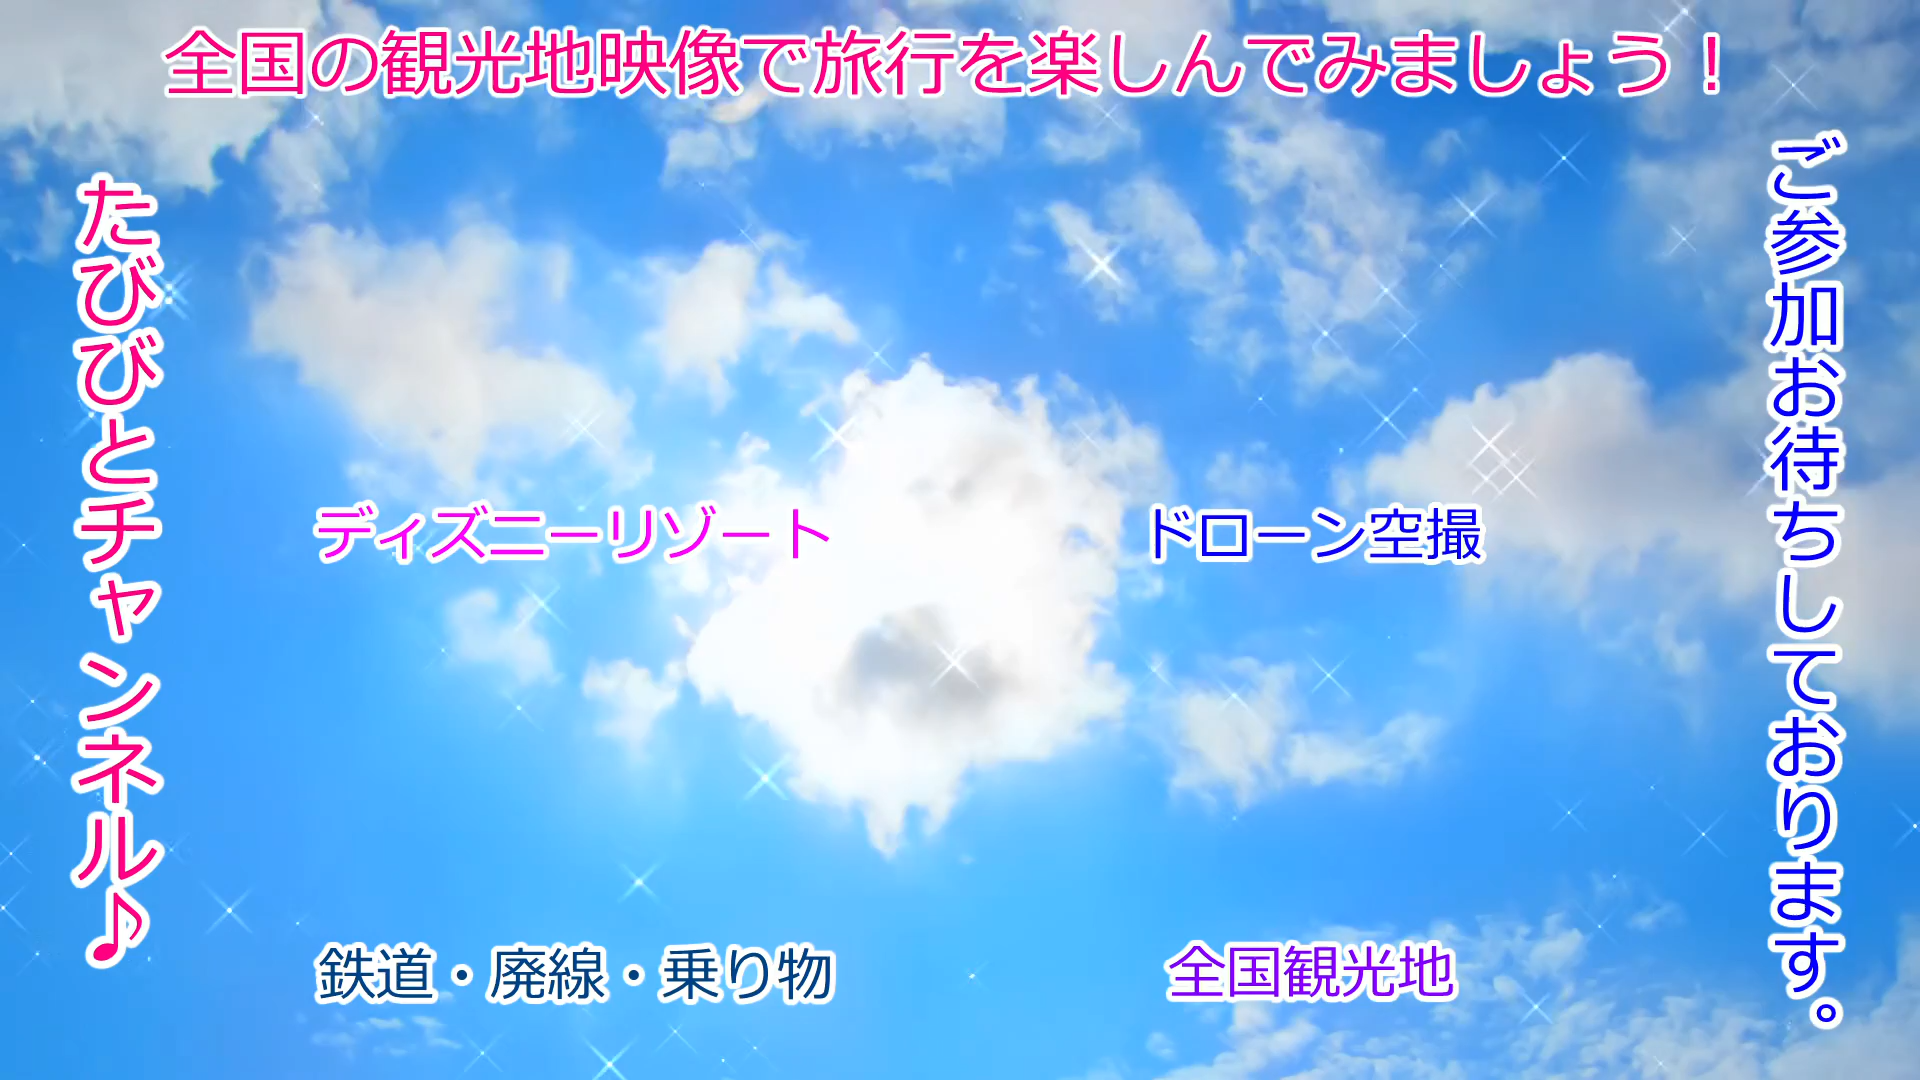 全国の観光地映像で旅行を楽しんでみましょう！
たびびとチャンネル♪
ご参加お待ちしております。
ディズニーリゾート
ドローン空撮
鉄道・廃線・乗り物
全国観光地